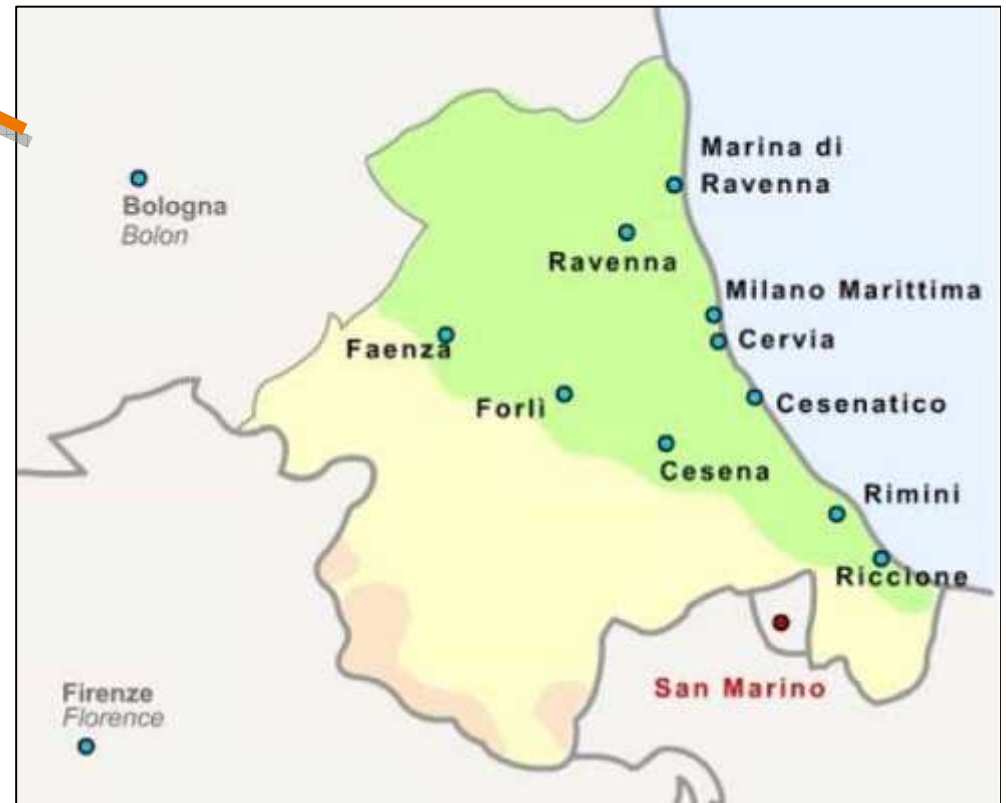 Marina di
Ravenna
Bologna
Bolon
Ravenna
Milano Marittima
Cervia
Faenza
Forlì
Cesenatico
Cesena
Rimini
Riccione
San Marino
Firenze
Florence